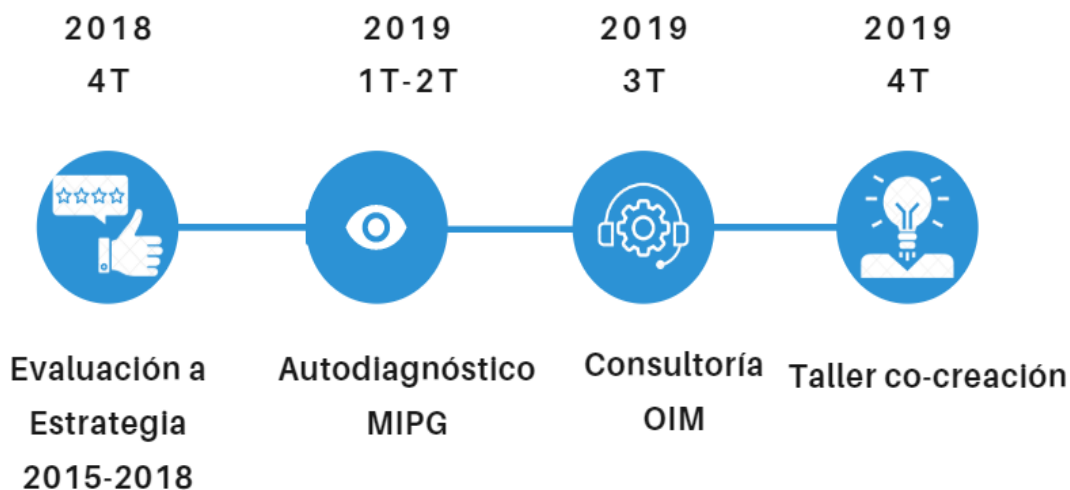 2018
4T
2019
1T-2T
2019
3T
2019
4T
Evaluación a
Estrategia
2015-2018
Autodiagnóstico
MIPG
Consultoría
OIM
Taller co-creación